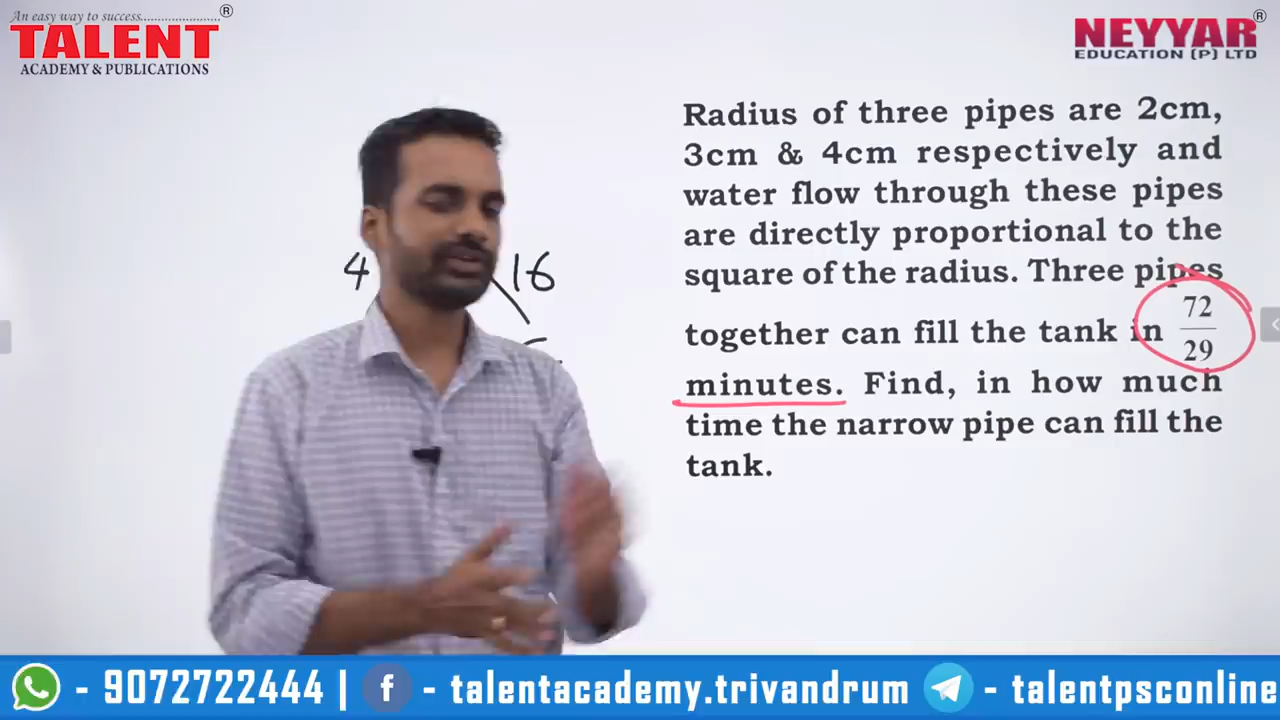 An easy way to success.....................
TALENT
ACADEMY & PUBLICATIONS
®
NEYYAR
EDUCATION (P) LTD
®
Radius of three pipes are 2cm,
3cm & 4cm respectively and
water flow through these pipes
are directly proportional to the
square of the radius. Three pipes
together can fill the tank in 72/29
minutes. Find, in how much
time the narrow pipe can fill the
tank.
4 16
- 9072722444 | f - talentacademy.trivandrum - talentpsconline